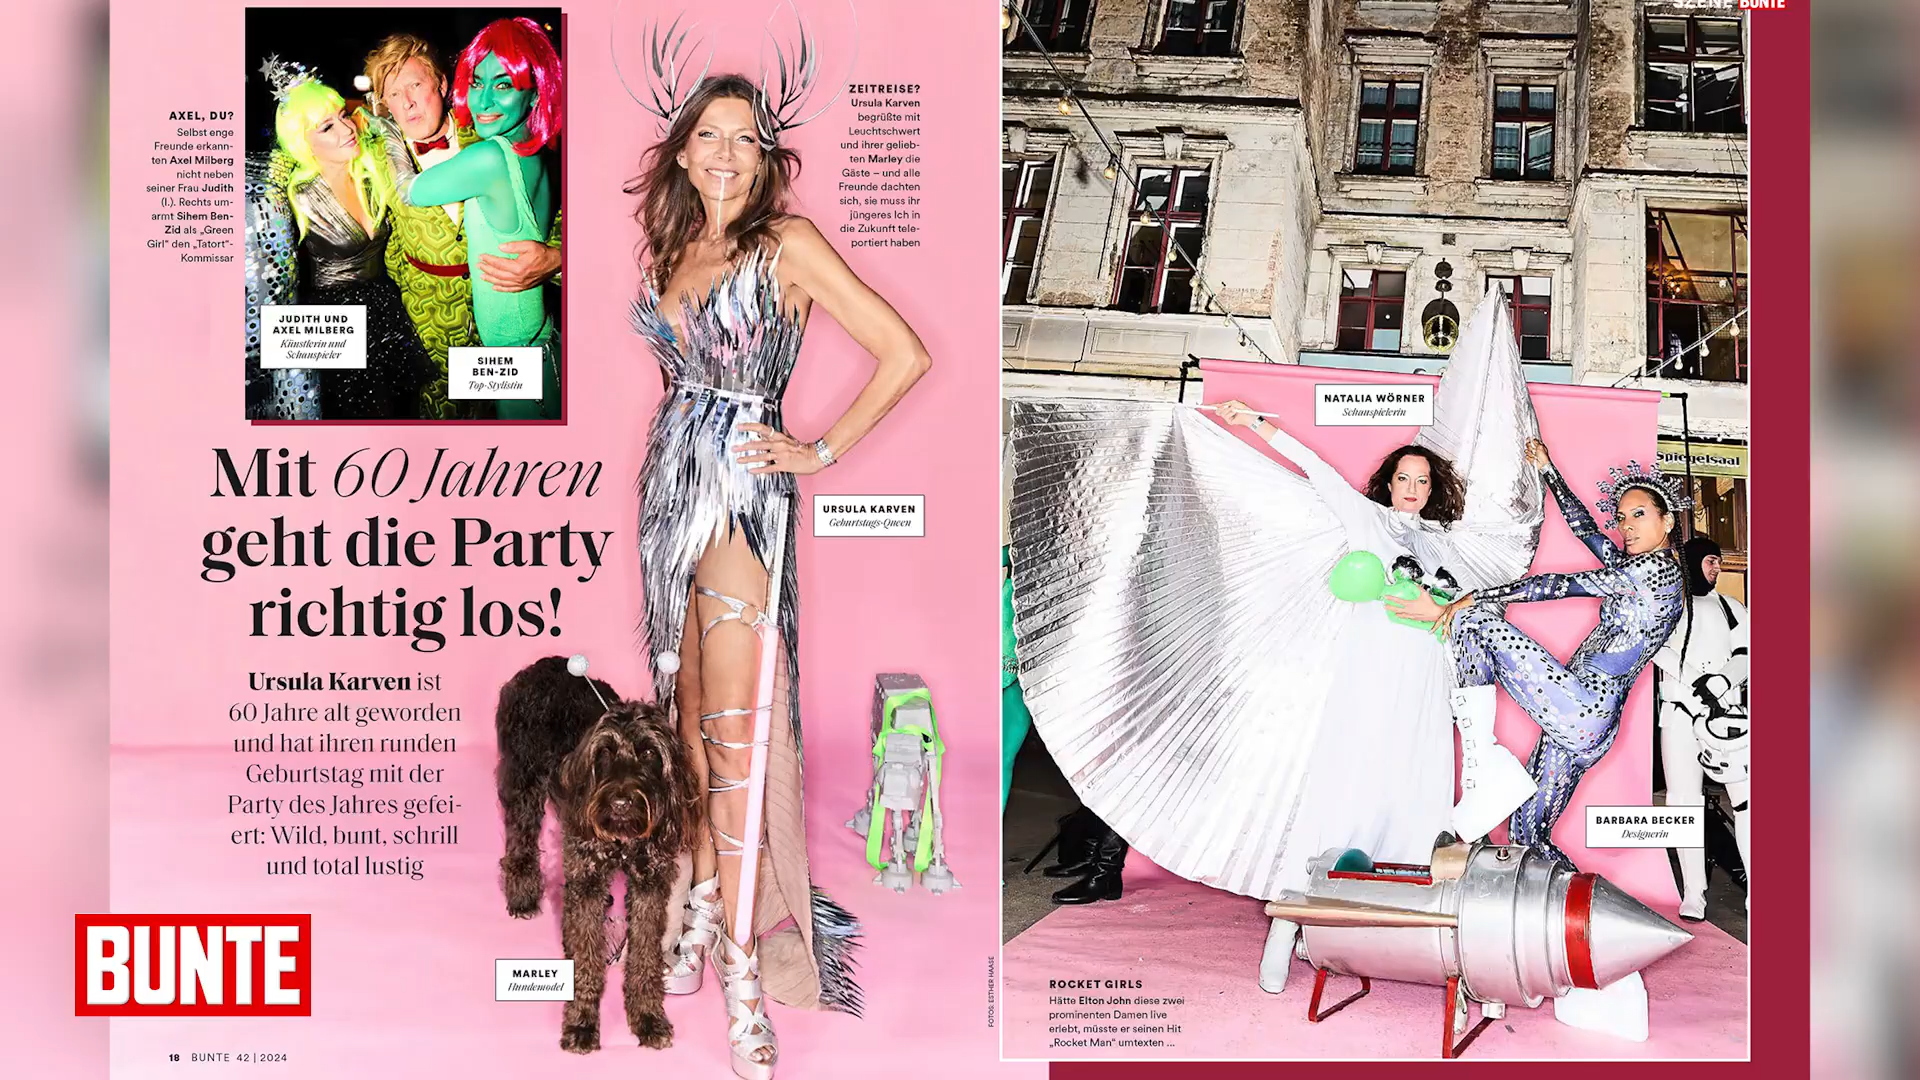 SZENE BUNTE
AXEL, DU?
Selbst enge
Freunde erkann-
ten Axel Milberg
nicht neben
seiner Frau Judith
(l.). Rechts um-
armt Sihem Ben-
Zid als „Green
Girl“ den „Tatort“-
Kommissar
JUDITH UND
AXEL MILBERG
Künstlerin und
Schauspieler
SIHEM
BEN-ZID
Top-Stylistin
ZEITREISE?
Ursula Karven
begrüßte mit
Leuchtschwert
und ihrer gelieb-
ten Marley die
Gäste – und alle
Freunde dachten
sich, sie muss ihr
jüngeres Ich in
die Zukunft tele-
portiert haben
Mit 60 Jahren
geht die Party
richtig los!
Ursula Karven ist
60 Jahre alt geworden
und hat ihren runden
Geburtstag mit der
Party des Jahres gefei-
ert: Wild, bunt, schrill
und total lustig
URSULA KARVEN
Geburtstags-Queen
MARLEY
Hundemodel
BUNTE
18 BUNTE 42 | 2024
FOTOS: ESTHER HAASE
NATALIA WÖRNER
Schauspielerin
Spiegelsaal
BARBARA BECKER
Designerin
ROCKET GIRLS
Hätte Elton John diese zwei
prominenten Damen live
erlebt, müsste er seinen Hit
„Rocket Man“ umtexten ...